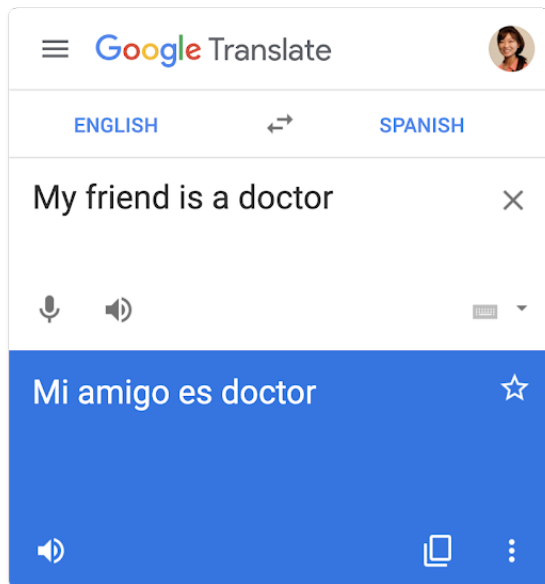 Google Translate
ENGLISH SPANISH
My friend is a doctor
Mi amigo es doctor